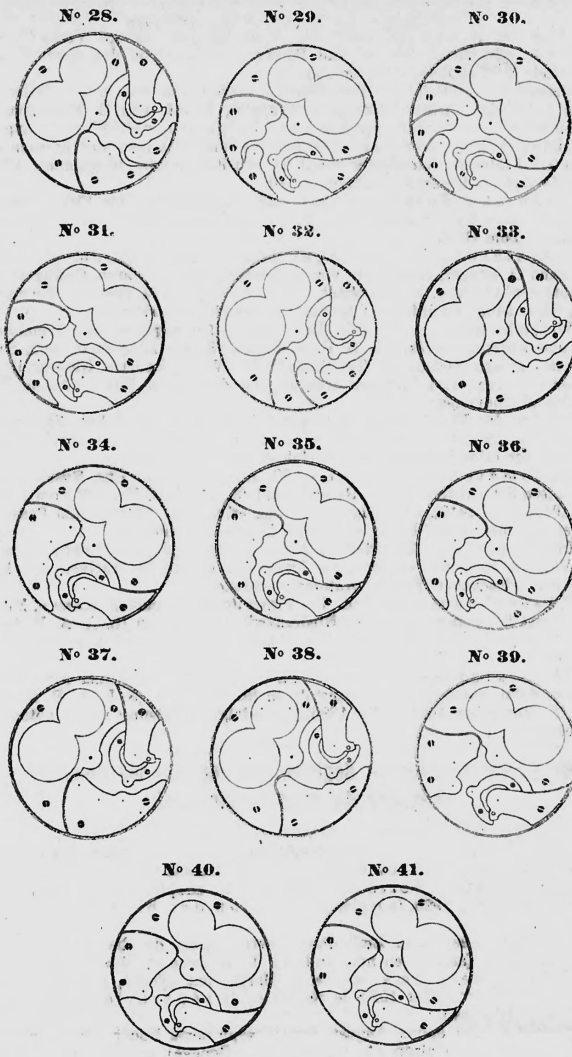 No 28. No 29. No 30.
No 31. No 32. No 33.
No 34. No 35. No 36.
No 37. No 38. No 39.
No 40. No 41.